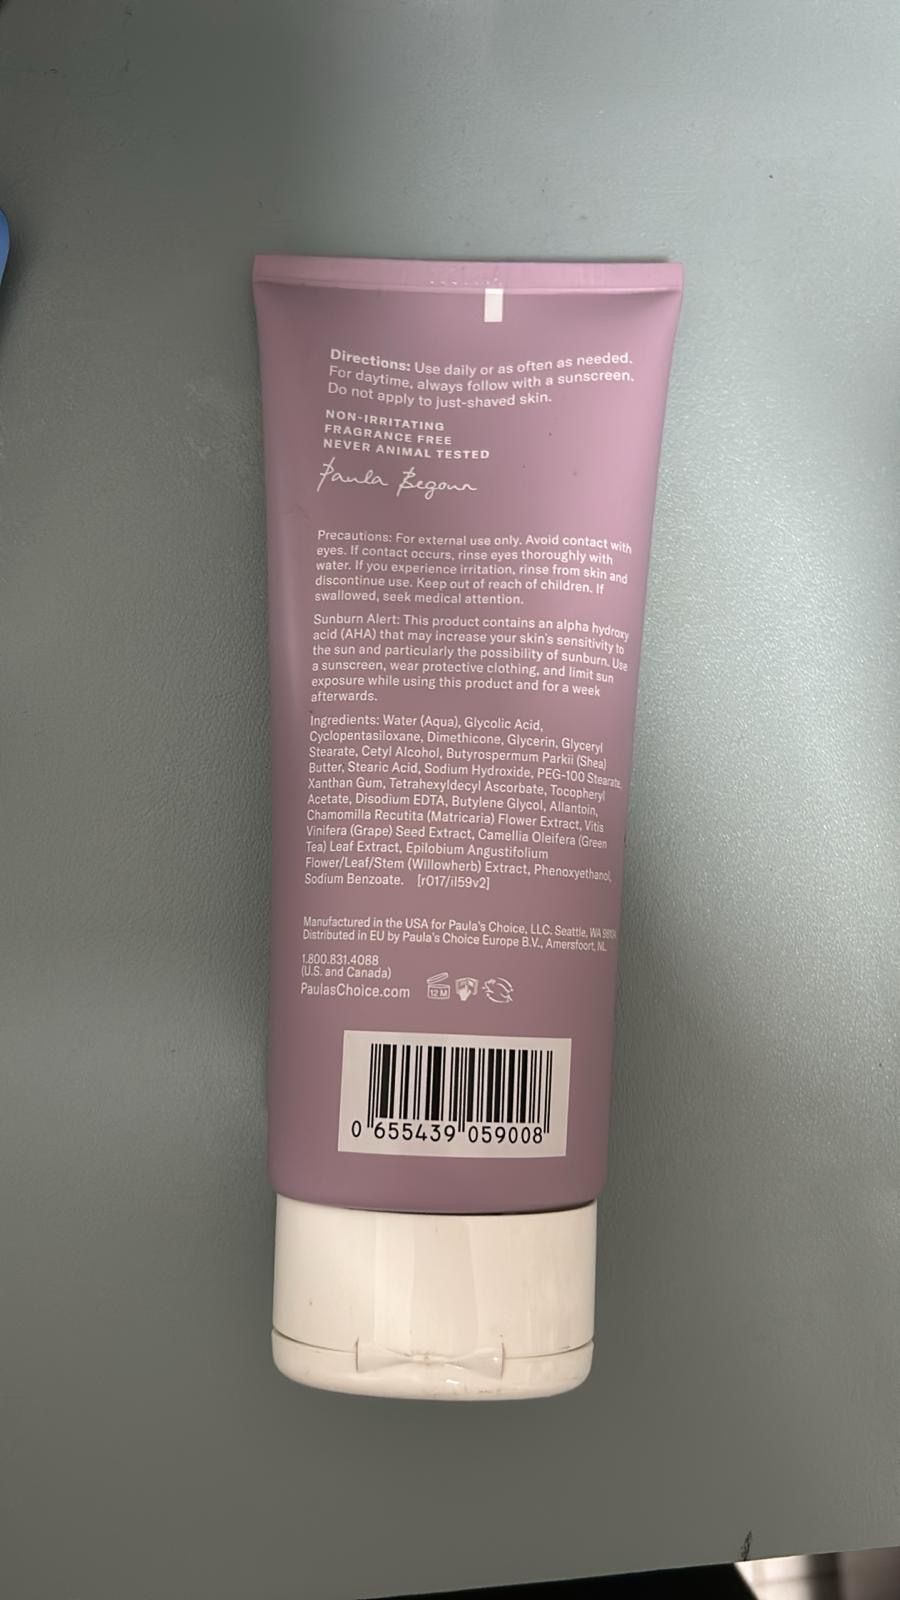 Directions: Use daily or as often as needed.
For daytime, always follow with a sunscreen.
Do not apply to just-shaved skin.
NON-IRRITATING
FRAGRANCE FREE
NEVER ANIMAL TESTED
Paula Begoun
Precautions: For external use only. Avoid contact with
eyes. If contact occurs, rinse eyes thoroughly with
water. If you experience irritation, rinse from skin and
discontinue use. Keep out of reach of children. If
swallowed, seek medical attention.
Sunburn Alert: This product contains an alpha hydroxy
acid (AHA) that may increase your skin's sensitivity to
the sun and particularly the possibility of sunburn. Use
a sunscreen, wear protective clothing, and limit sun
exposure while using this product and for a week
afterwards.
Ingredients: Water (Aqua), Glycolic Acid,
Cyclopentasiloxane, Dimethicone, Glycerin, Glyceryl
Stearate, Cetyl Alcohol, Butyrospermum Parkii (Shea)
Butter, Stearic Acid, Sodium Hydroxide, PEG-100 Stearate,
Xanthan Gum, Tetrahexyldecyl Ascorbate, Tocopheryl
Acetate, Disodium EDTA, Butylene Glycol, Allantoin,
Chamomilla Recutita (Matricaria) Flower Extract, Vitis
Vinifera (Grape) Seed Extract, Camellia Oleifera (Green
Tea) Leaf Extract, Epilobium Angustifolium
Flower/Leaf/Stem (Willowherb) Extract, Phenoxyethanol,
Sodium Benzoate. [r017/il59v2]
Manufactured in the USA for Paula's Choice, LLC. Seattle, WA
Distributed in EU by Paula's Choice Europe B.V., Amersfoort, NL.
1.800.831.4088
(U.S. and Canada)
PaulasChoice.com 12 M
0 655439 059008